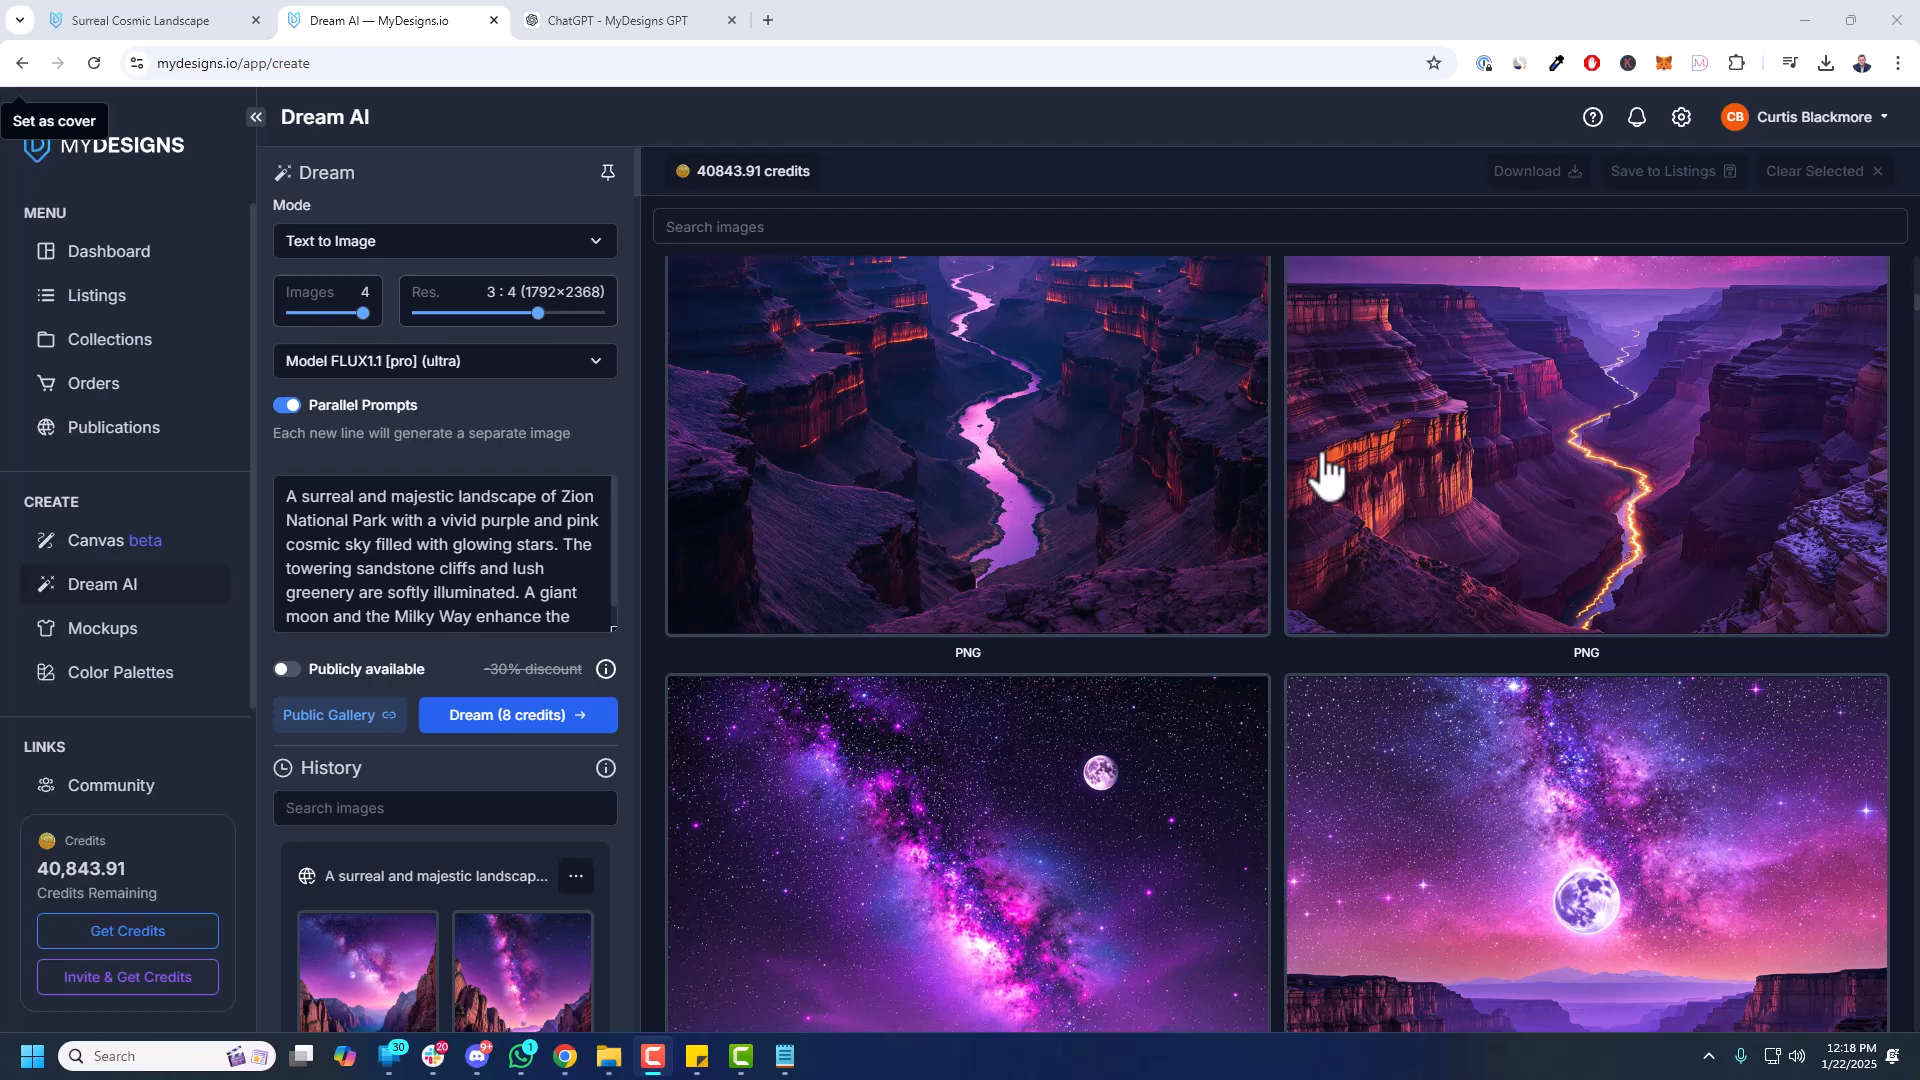 Surreal Cosmic Landscape
Dream AI — MyDesigns.io
ChatGPT - MyDesigns GPT
mydesigns.io/app/create
Set as cover
MYDESIGNS
Dream AI
Curtis Blackmore
CB
MENU
Dashboard
Listings
Collections
Orders
Publications
CREATE
Canvas beta
Dream AI
Mockups
Color Palettes
LINKS
Community
Credits
40,843.91
Credits Remaining
Get Credits
Invite & Get Credits
Dream
Mode
Text to Image
Images 4
Res. 3 : 4 (1792×2368)
Model FLUX1.1 [pro] (ultra)
Parallel Prompts
Each new line will generate a separate image
A surreal and majestic landscape of Zion
National Park with a vivid purple and pink
cosmic sky filled with glowing stars. The
towering sandstone cliffs and lush
greenery are softly illuminated. A giant
moon and the Milky Way enhance the
Publicly available
-30% discount
Public Gallery
Dream (8 credits)
History
Search images
A surreal and majestic landscap...
40843.91 credits
Download
Save to Listings
Clear Selected
Search images
PNG
PNG
Search
30
20
9+
1
12:18 PM
1/22/2025